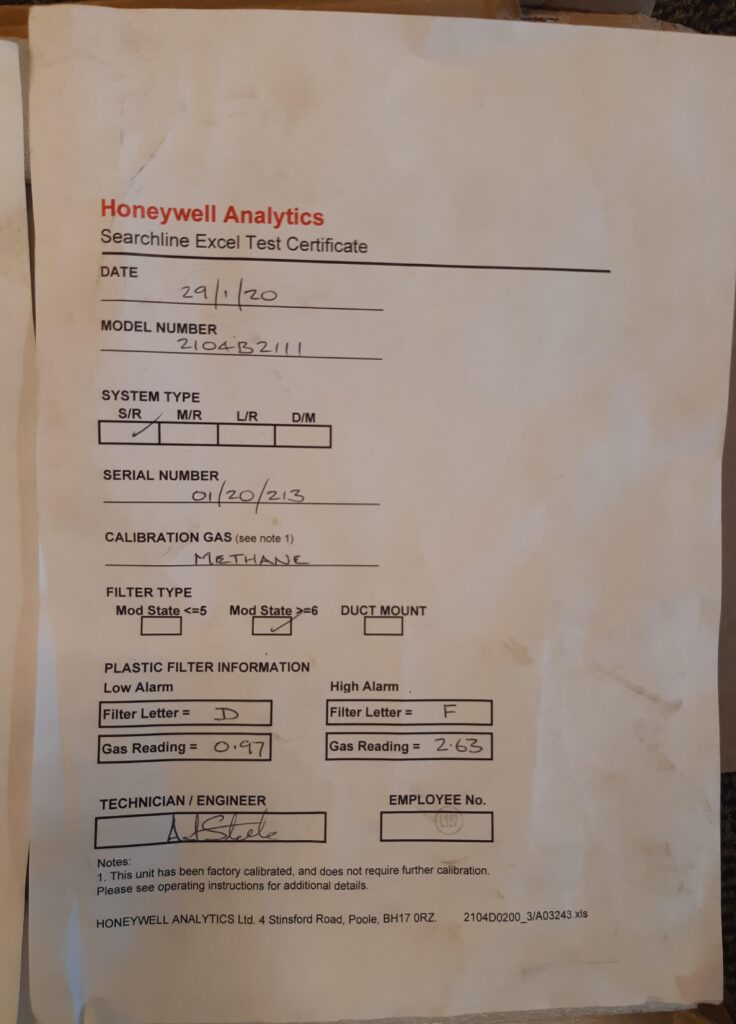 Honeywell Analytics
Searchline Excel Test Certificate
DATE
29/1/20
MODEL NUMBER
2104B2111
SYSTEM TYPE
S/R M/R L/R D/M
SERIAL NUMBER
01/20/213
CALIBRATION GAS (see note 1)
METHANE
FILTER TYPE
Mod State <=5 Mod State >=6 DUCT MOUNT
PLASTIC FILTER INFORMATION
Low Alarm High Alarm
Filter Letter = D Filter Letter = F
Gas Reading = 0.97 Gas Reading = 2.63
TECHNICIAN / ENGINEER EMPLOYEE No.
Notes:
1. This unit has been factory calibrated, and does not require further calibration.
Please see operating instructions for additional details.
HONEYWELL ANALYTICS Ltd. 4 Stinsford Road, Poole, BH17 0RZ. 2104D0200_3/A03243.xls